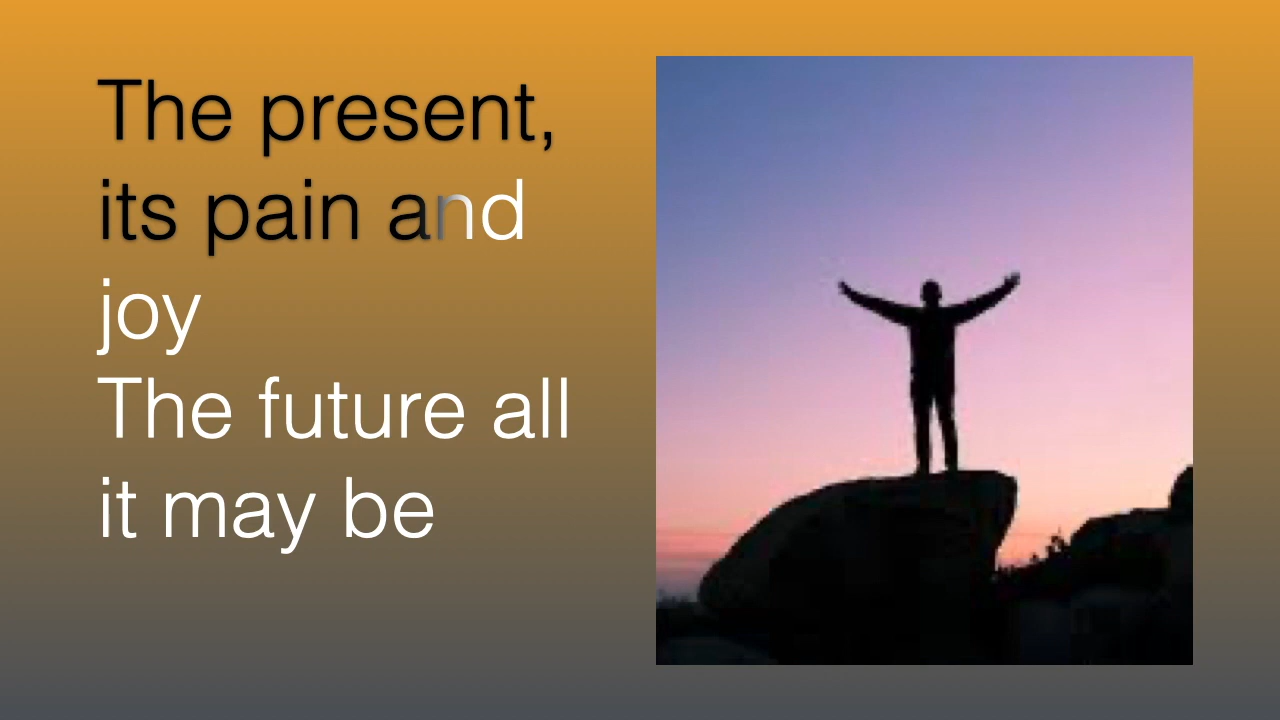 The present,
its pain and
joy
The future all
it may be